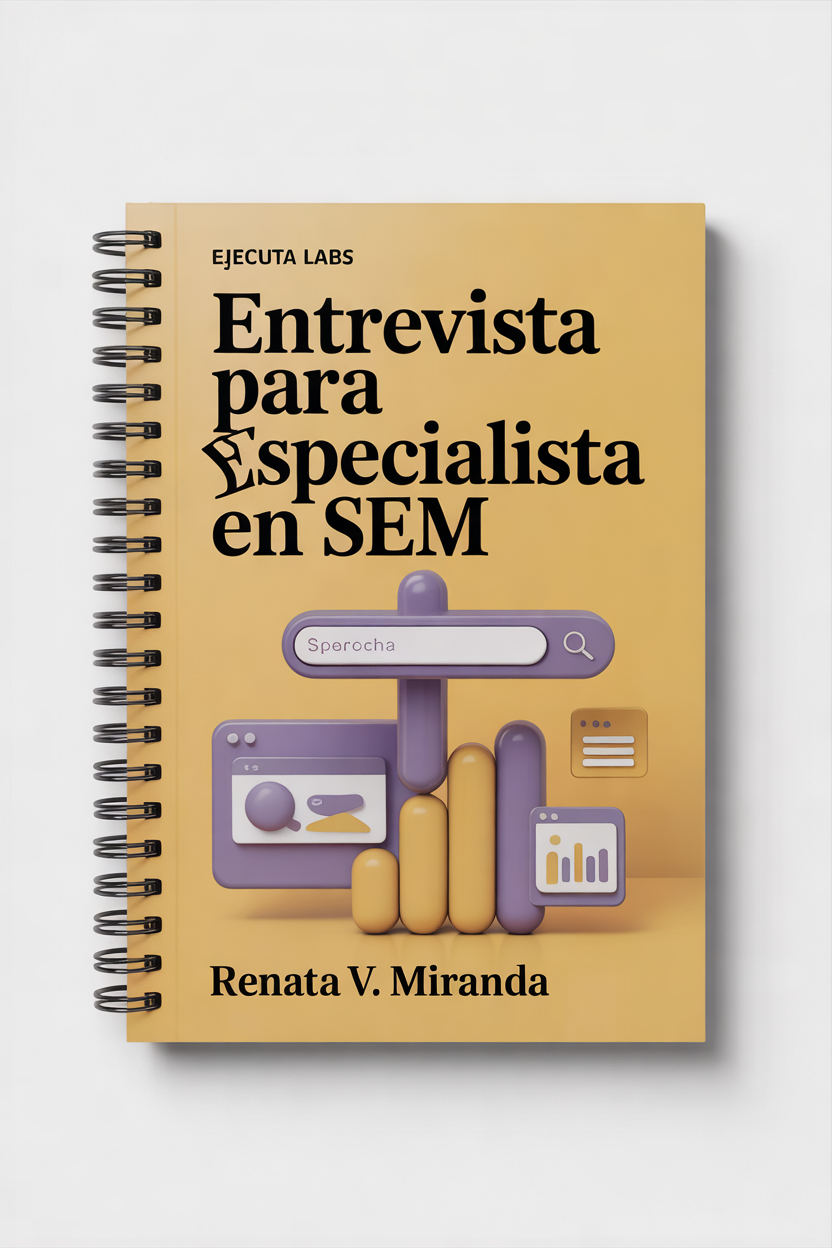 EJECUTA LABS
Entrevista
para
Especialista
en SEM
Sperocha
Renata V. Miranda